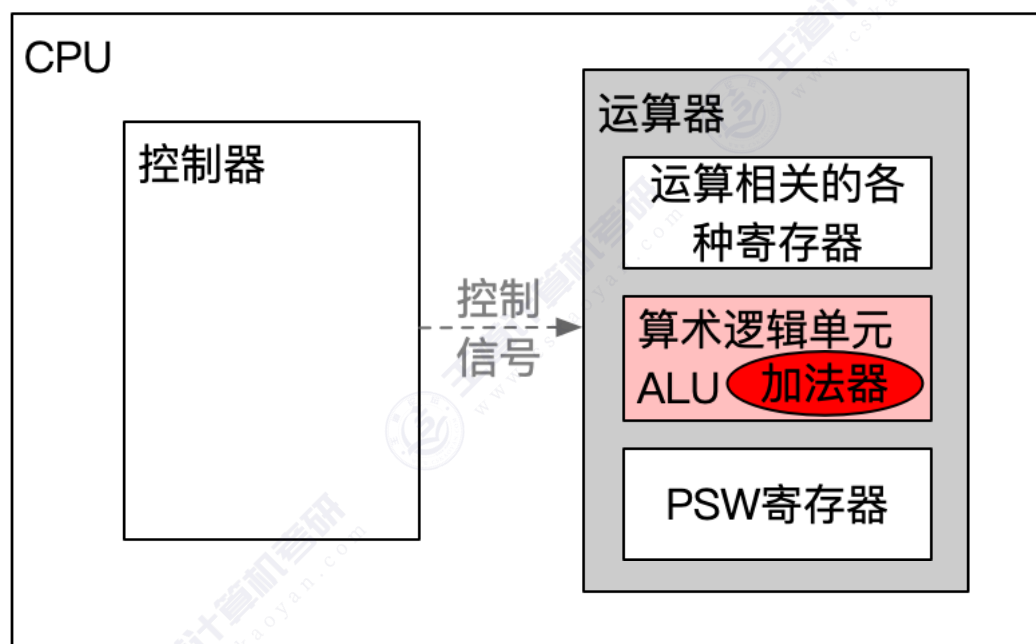 CPU
控制器
控制
信号
运算器
运算相关的各
种寄存器
算术逻辑单元
ALU 加法器
PSW寄存器